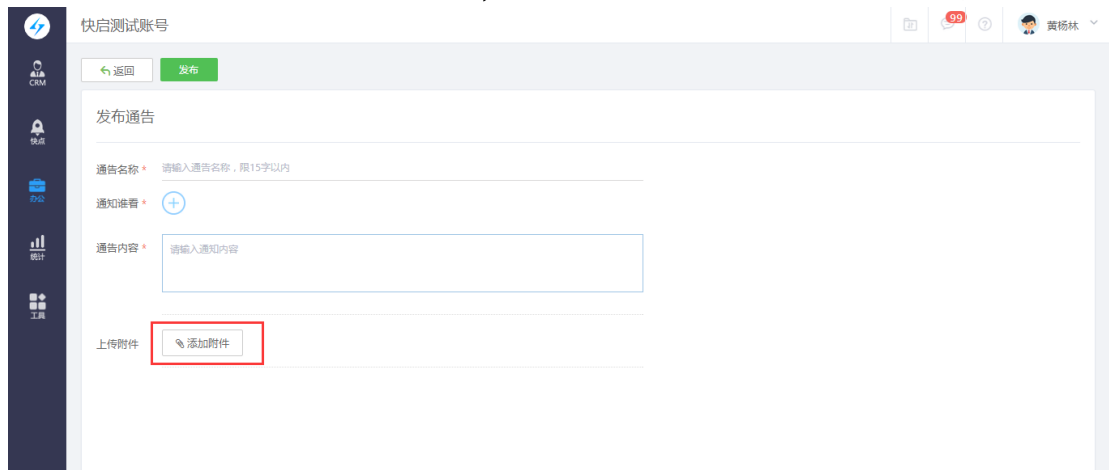 快启测试账号
99
黄杨林
CRM
返回
发布
发布通告
快点
通告名称 *
请输入通告名称，限15字以内
办公
通知谁看 *
通告内容 *
请输入通知内容
统计
工具
上传附件
添加附件